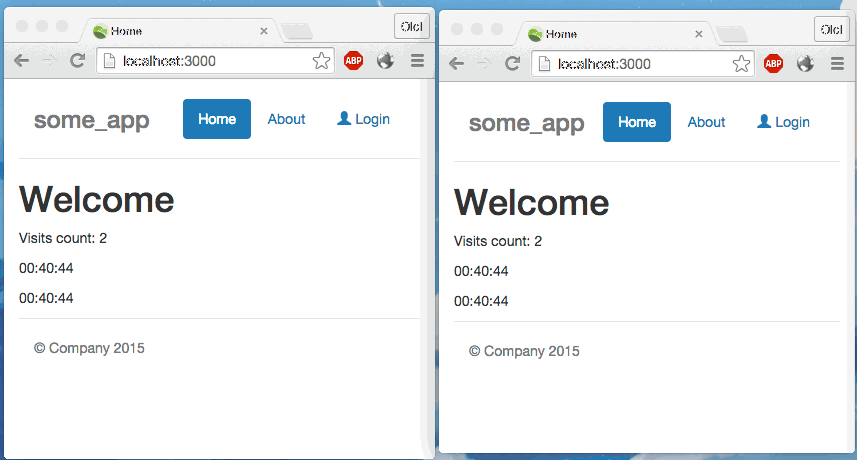 Home
Olcl
localhost:3000
ABP
some_app
Home
About
Login
Welcome
Visits count: 2
00:40:44
00:40:44
© Company 2015
Home
Olcl
localhost:3000
ABP
some_app
Home
About
Login
Welcome
Visits count: 2
00:40:44
00:40:44
© Company 2015